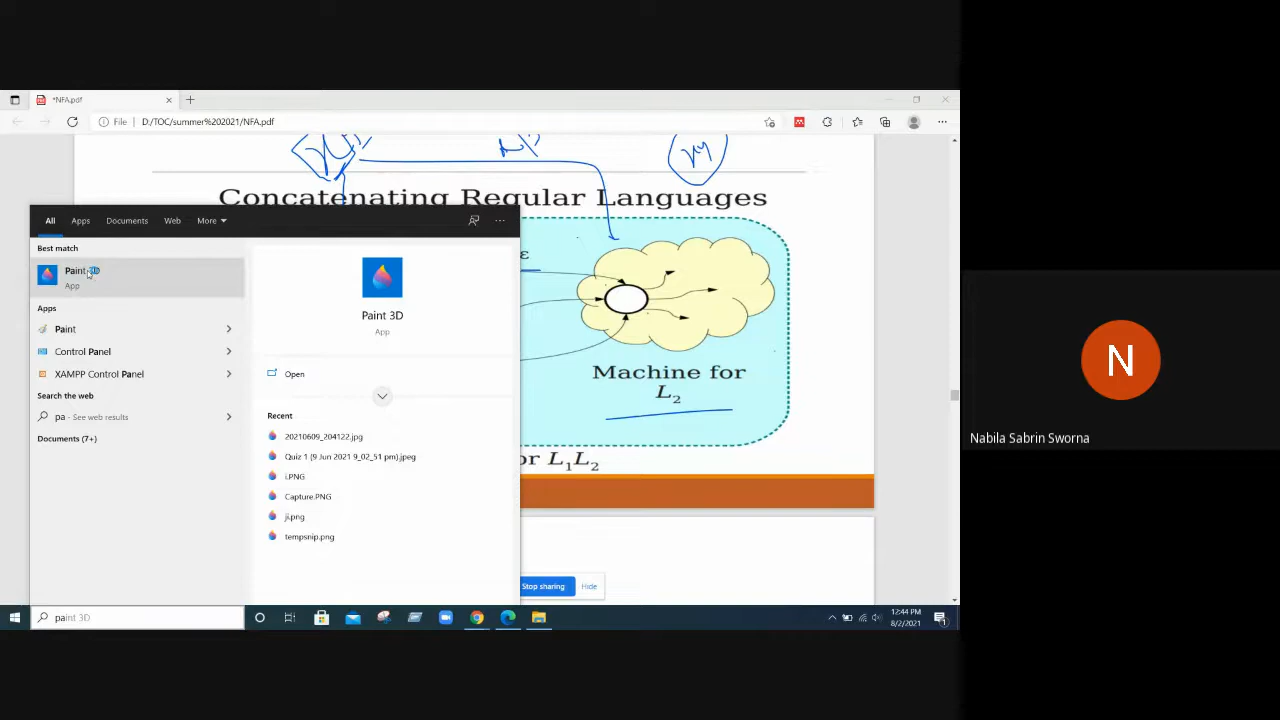 *NFA.pdf
File
D:/TOC/summer%202021/NFA.pdf
Concatenating Regular Languages
ε
Machine for
L2
or L1L2
All
Apps
Documents
Web
More
Best match
Paint 3D
App
Apps
Paint
Control Panel
XAMPP Control Panel
Search the web
pa - See web results
Documents (7+)
Paint 3D
App
Open
Recent
20210609_204122.jpg
Quiz 1 (9 Jun 2021 9_02_51 pm).jpeg
i.PNG
Capture.PNG
ji.png
tempsnip.png
Stop sharing
Hide
paint 3D
12:44 PM
8/2/2021
N
Nabila Sabrin Sworna